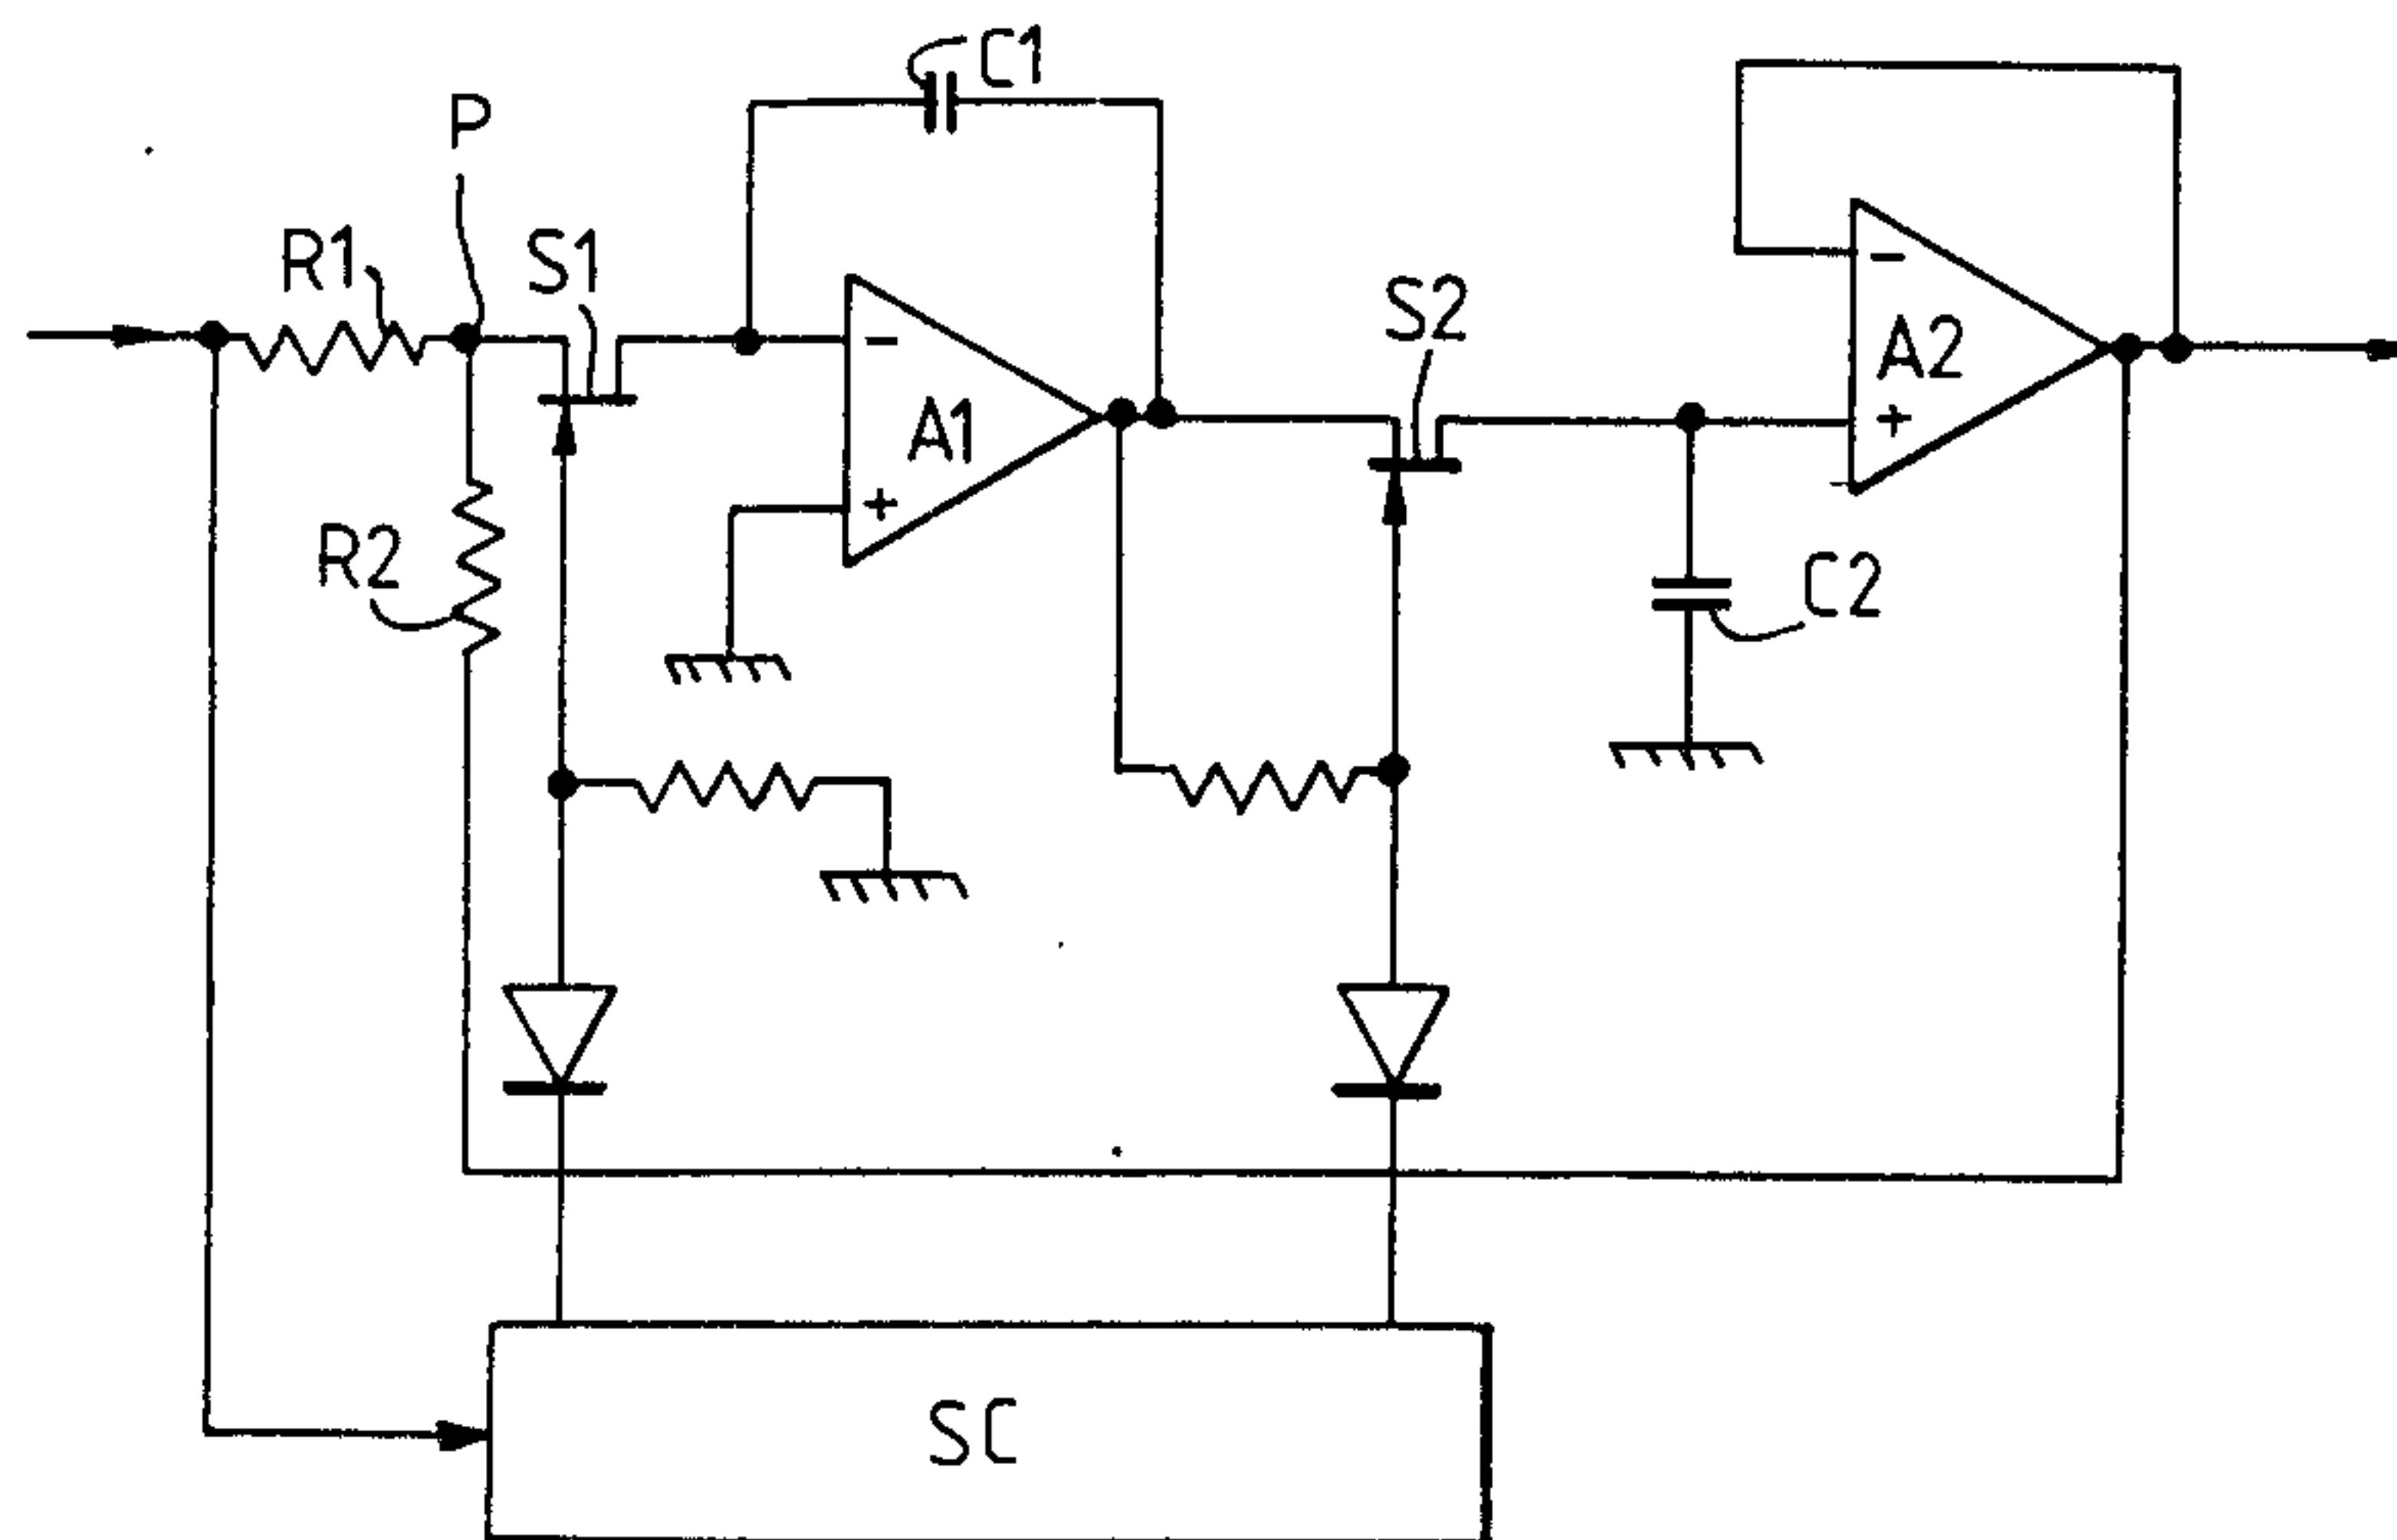 C1
P
R1
S1
S2
-
-
A2
A1
+
+
R2
C2
SC